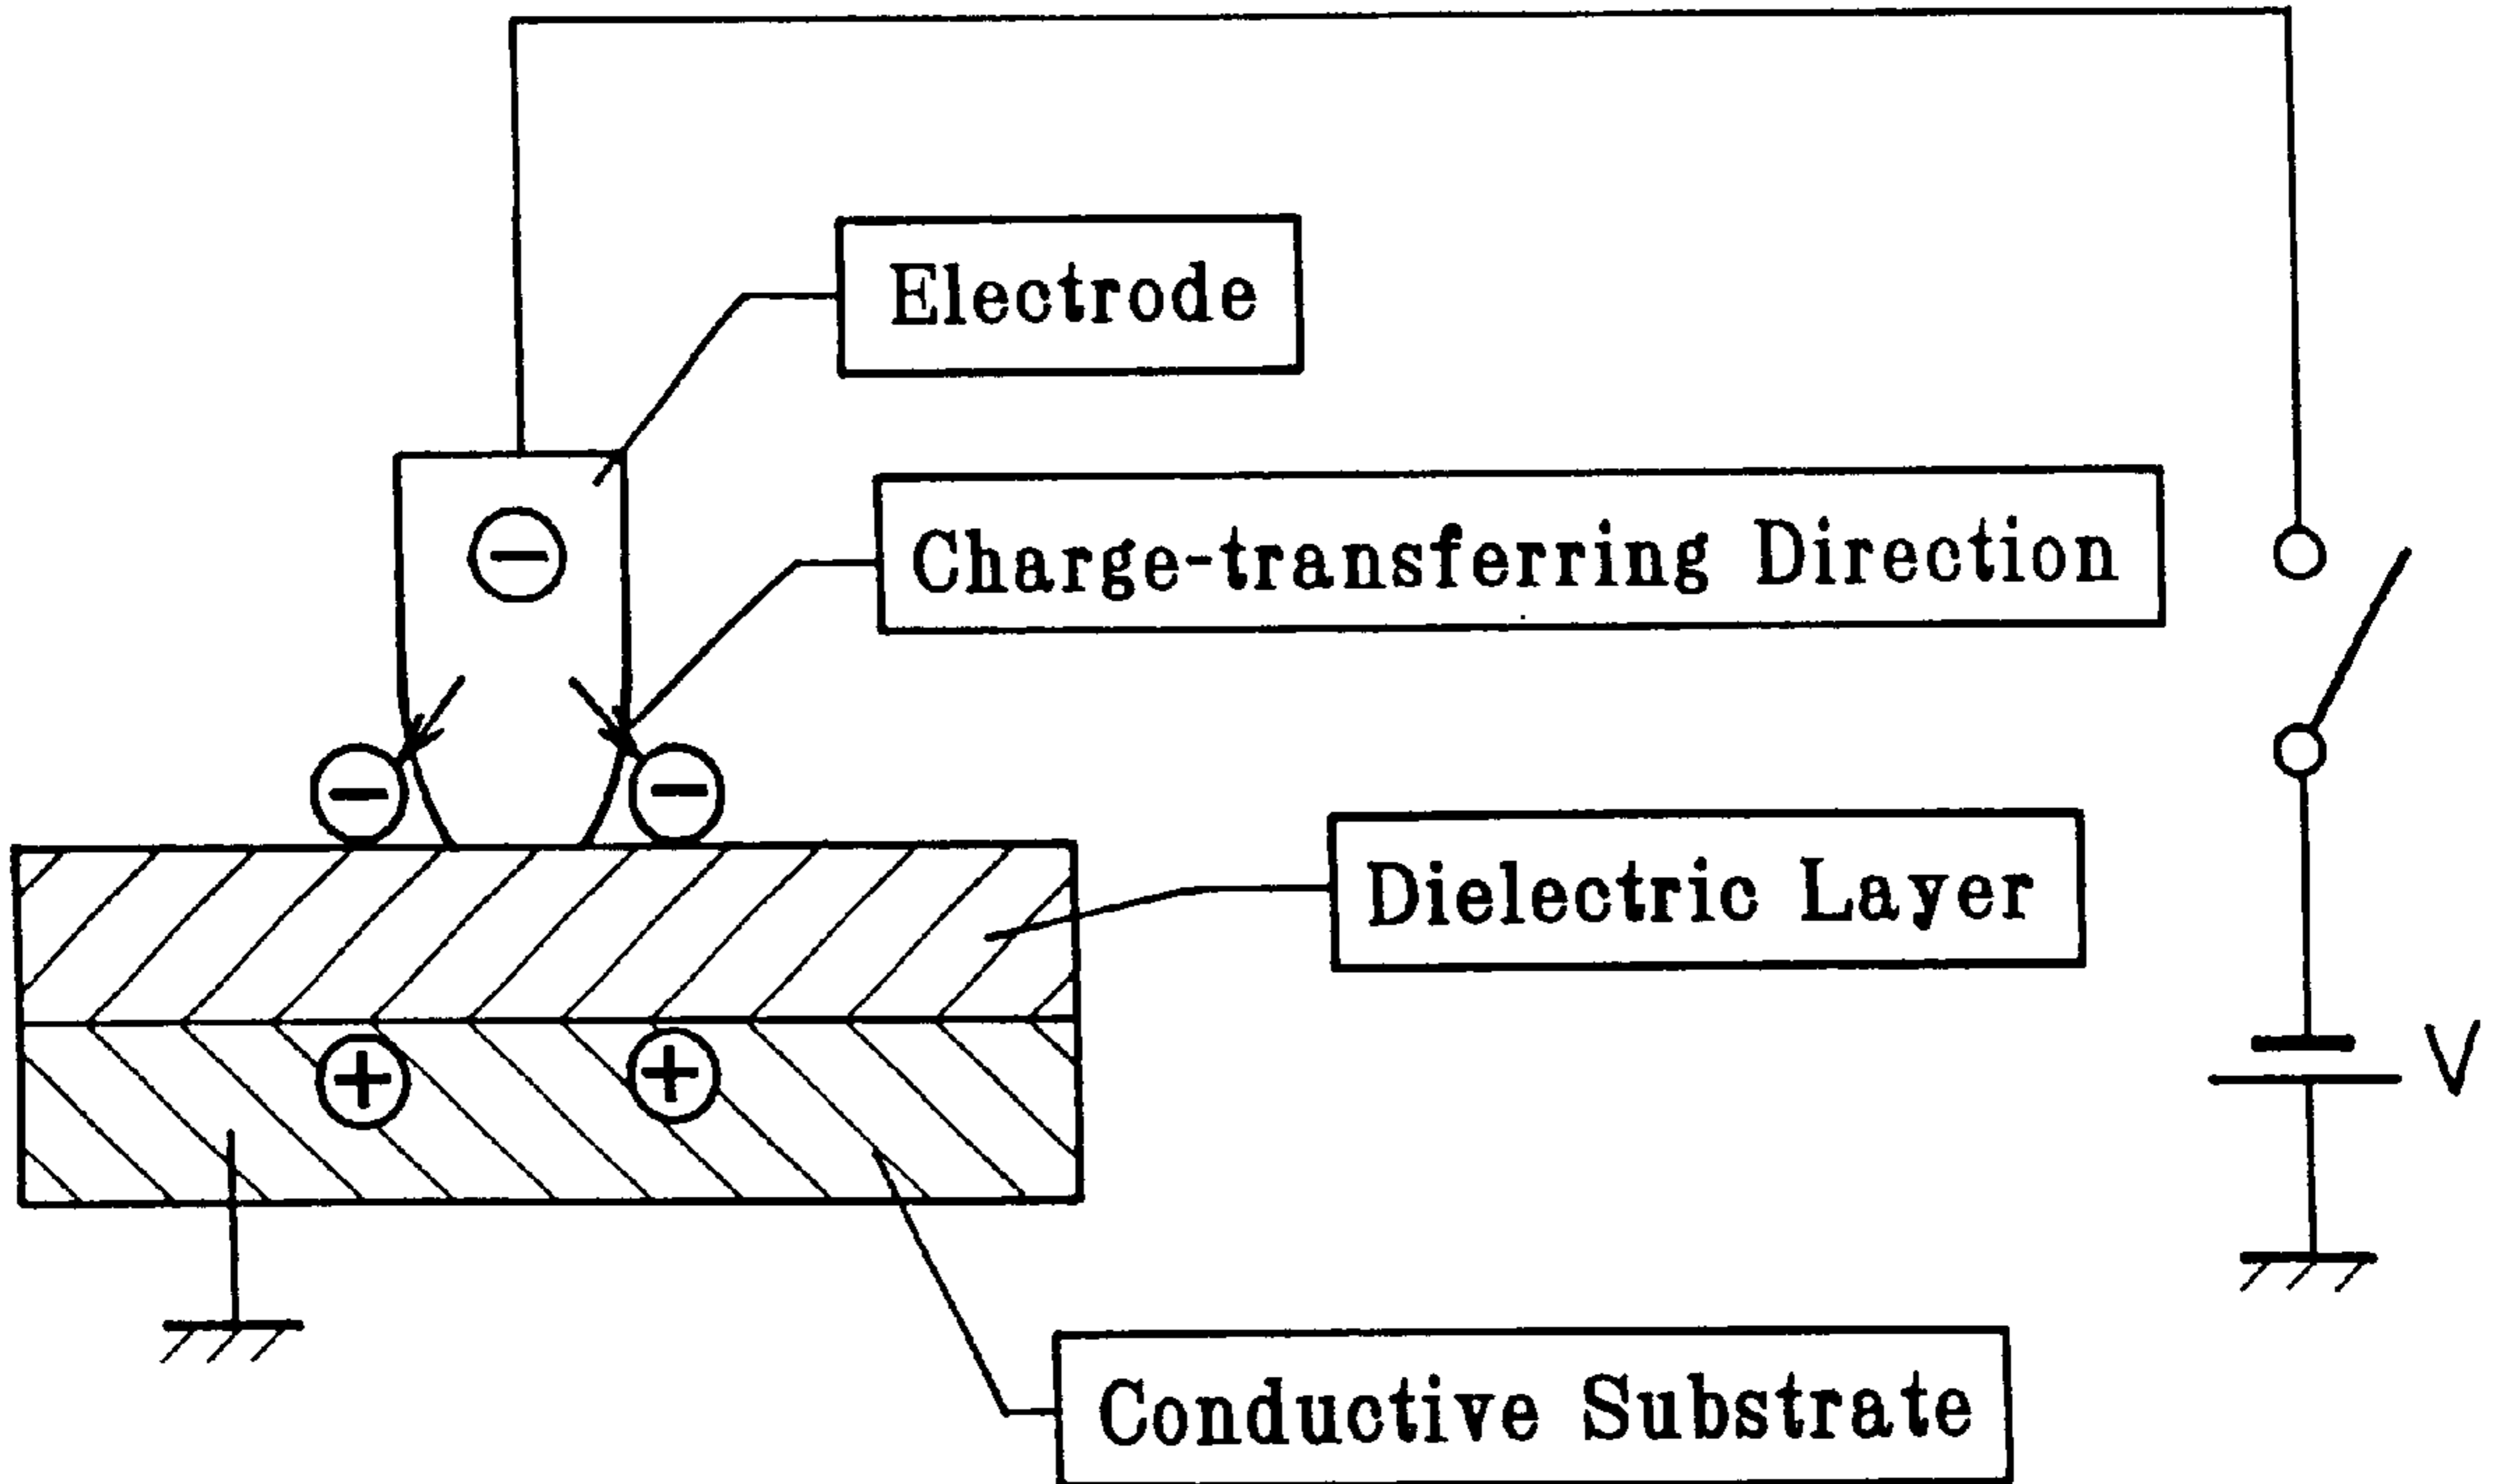 Electrode
Charge-transferring Direction
Dielectric Layer
V
Conductive Substrate